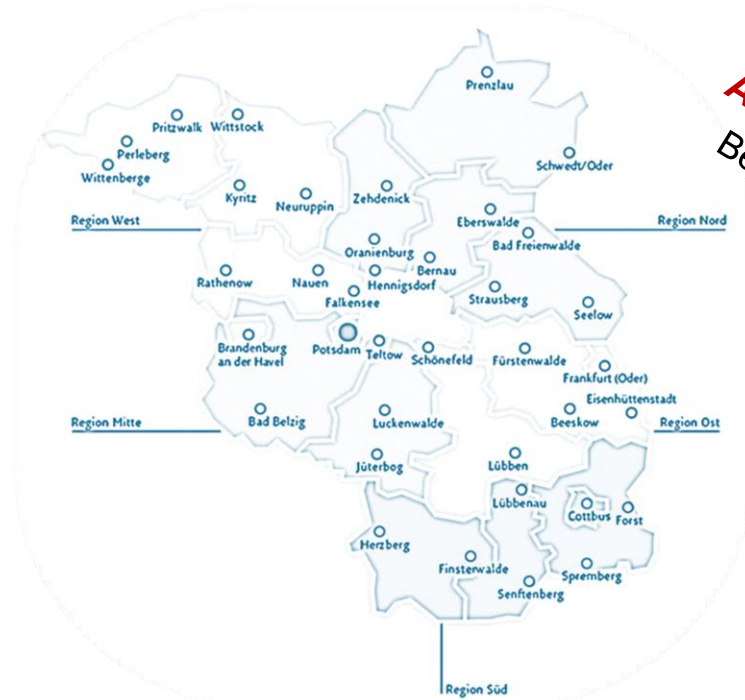 Prenzlau
A
Be
Pritzwalk
Wittstock
Perleberg
Wittenberge
Schwedt/Oder
Kyritz
Neuruppin
Zehdenick
Eberswalde
Region West
Region Nord
Bad Freienwalde
Oranienburg
Bernau
Rathenow
Nauen
Hennigsdorf
Falkensee
Strausberg
Seelow
Brandenburg
an der Havel
Potsdam
Teltow
Schönefeld
Fürstenwalde
Frankfurt (Oder)
Eisenhüttenstadt
Bad Belzig
Luckenwalde
Beeskow
Region Mitte
Region Ost
Jüterbog
Lübben
Lübbenau
Cottbus
Forst
Herzberg
Finsterwalde
Spremberg
Senftenberg
Region Süd